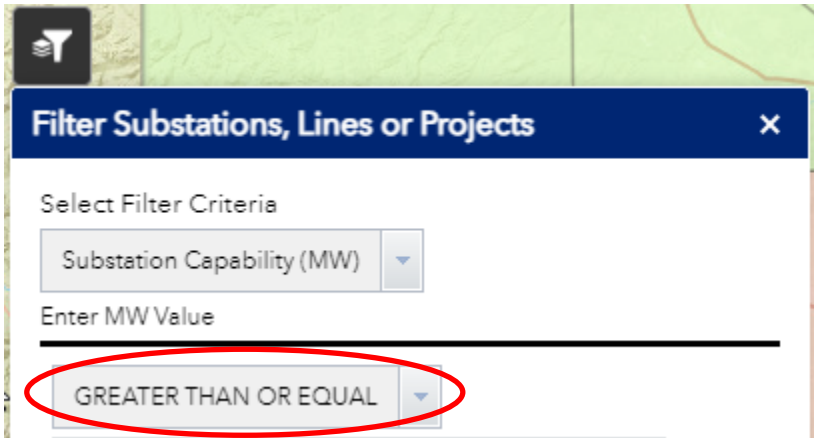 Filter Substations, Lines or Projects ×
Select Filter Criteria
Substation Capability (MW)
Enter MW Value
GREATER THAN OR EQUAL